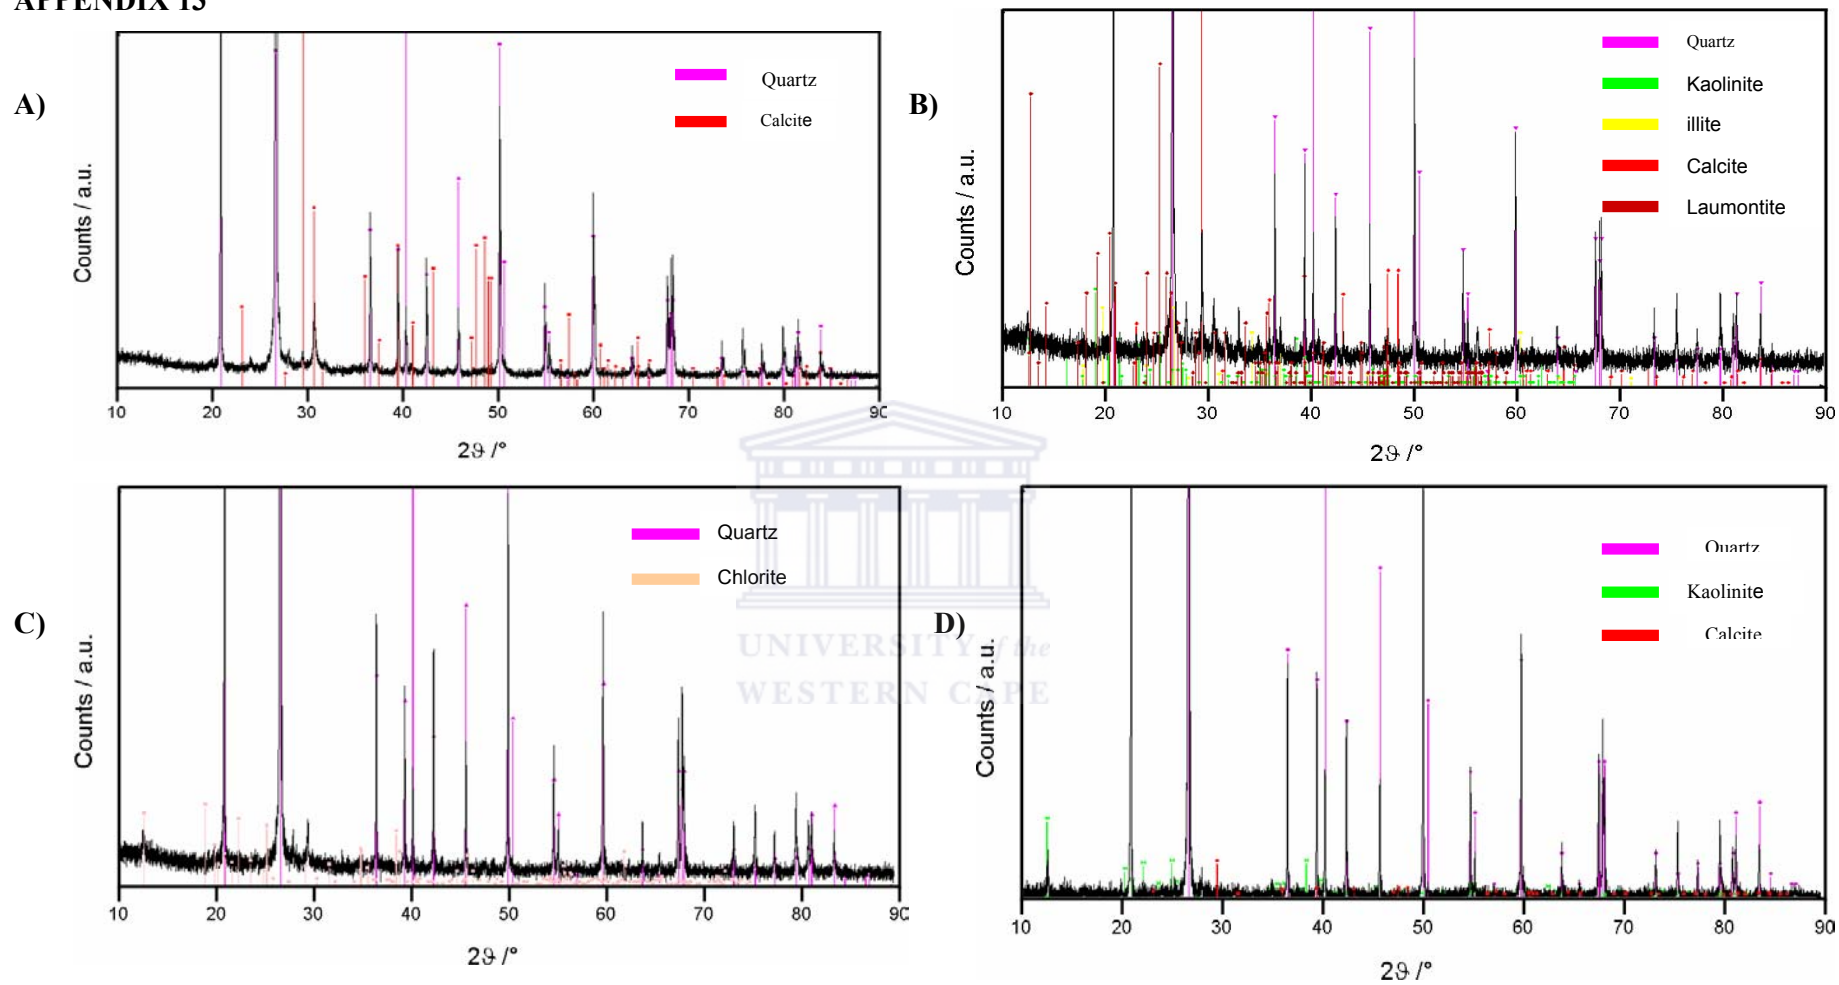 APPENDIX 13
A)
Counts / a.u.
Quartz
Calcite
10 20 30 40 50 60 70 80 90
2ϑ /°
B)
Counts / a.u.
Quartz
Kaolinite
illite
Calcite
Laumontite
10 20 30 40 50 60 70 80 90
2ϑ /°
C)
Counts / a.u.
Quartz
Chlorite
10 20 30 40 50 60 70 80 90
2ϑ /°
D)
Counts / a.u.
Quartz
Kaolinite
Calcite
10 20 30 40 50 60 70 80 90
2ϑ /°
UNIVERSITY of the
WESTERN CAPE